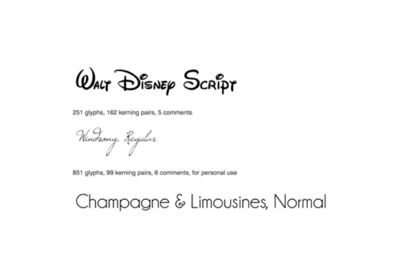 Walt Disney Script
251 glyphs, 162 kerning pairs, 5 comments
Windsong Regular
851 glyphs, 99 kerning pairs, 6 comments, for personal use
Champagne & Limousines, Normal